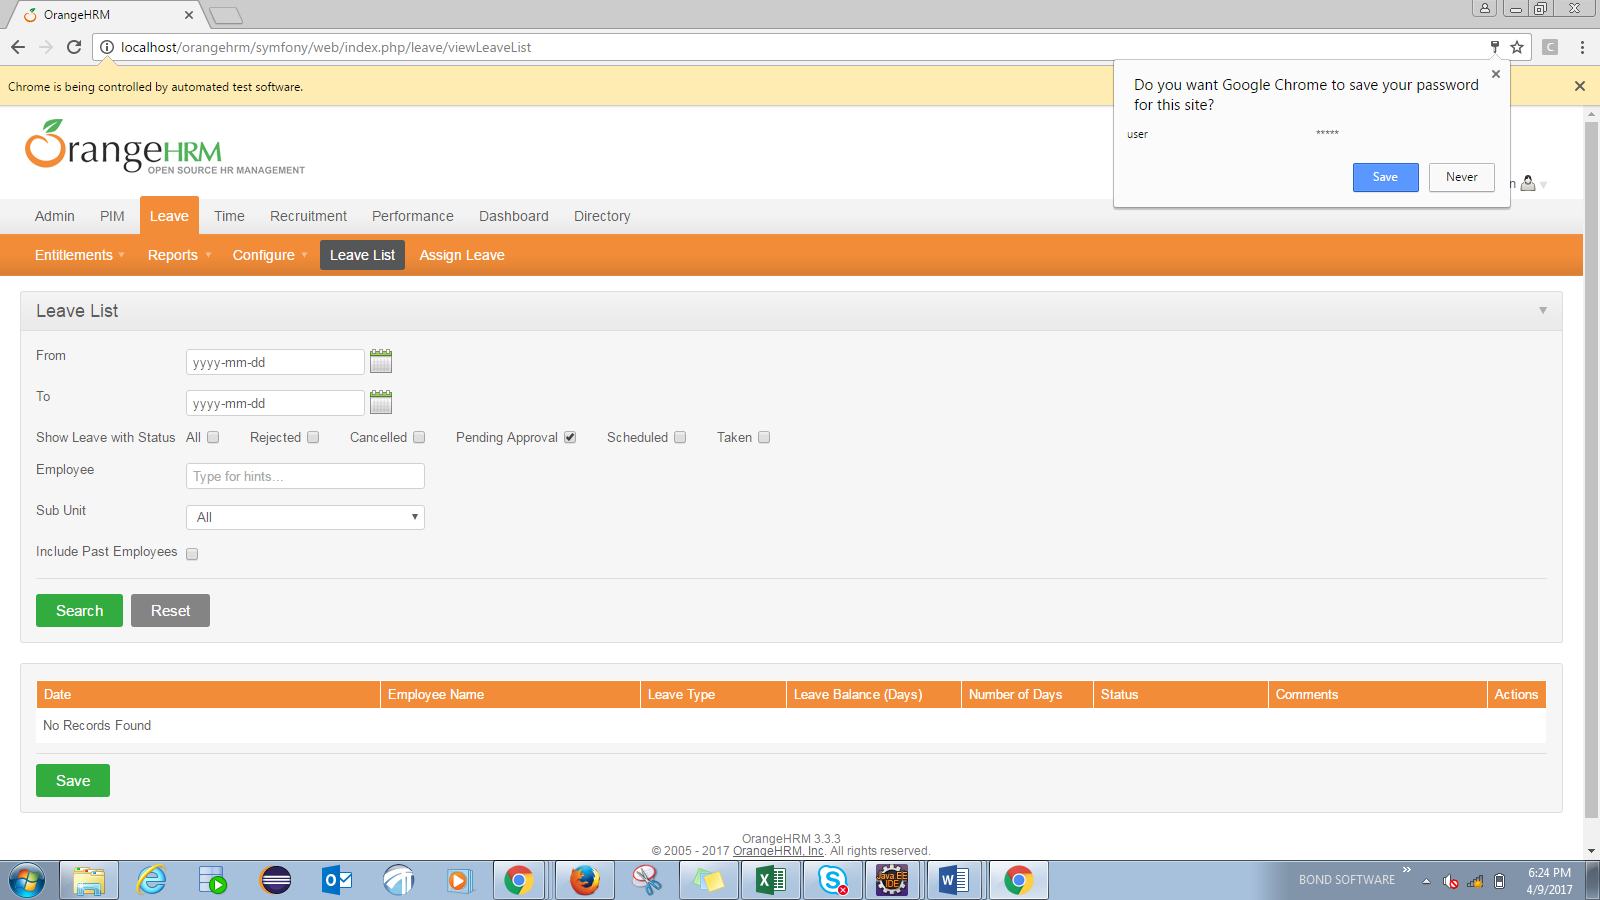 OrangeHRM
localhost/orangehrm/symfony/web/index.php/leave/viewLeaveList
C
Chrome is being controlled by automated test software.
Do you want Google Chrome to save your password
for this site?
user *****
Save Never
OrangeHRM
OPEN SOURCE HR MANAGEMENT
n
Admin PIM Leave Time Recruitment Performance Dashboard Directory
Entitlements Reports Configure Leave List Assign Leave
Leave List
From yyyy-mm-dd
To yyyy-mm-dd
Show Leave with Status All Rejected Cancelled Pending Approval Scheduled Taken
Employee Type for hints...
Sub Unit All
Include Past Employees
Search Reset
Date Employee Name Leave Type Leave Balance (Days) Number of Days Status Comments Actions
No Records Found
Save
OrangeHRM 3.3.3
© 2005 - 2017 OrangeHRM, Inc. All rights reserved.
Java EE
IDE
BOND SOFTWARE
6:24 PM
4/9/2017